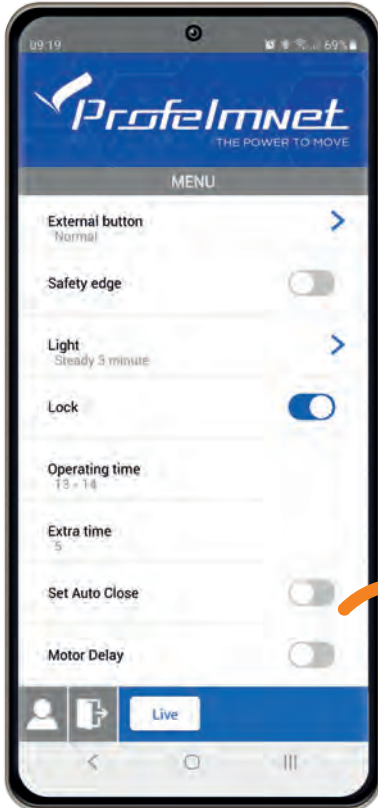 09:19 69%
Profelmnet
THE POWER TO MOVE
MENU
External button
Normal
Safety edge
Light
Steady 3 minute
Lock
Operating time
13 - 14
Extra time
5
Set Auto Close
Motor Delay
Live